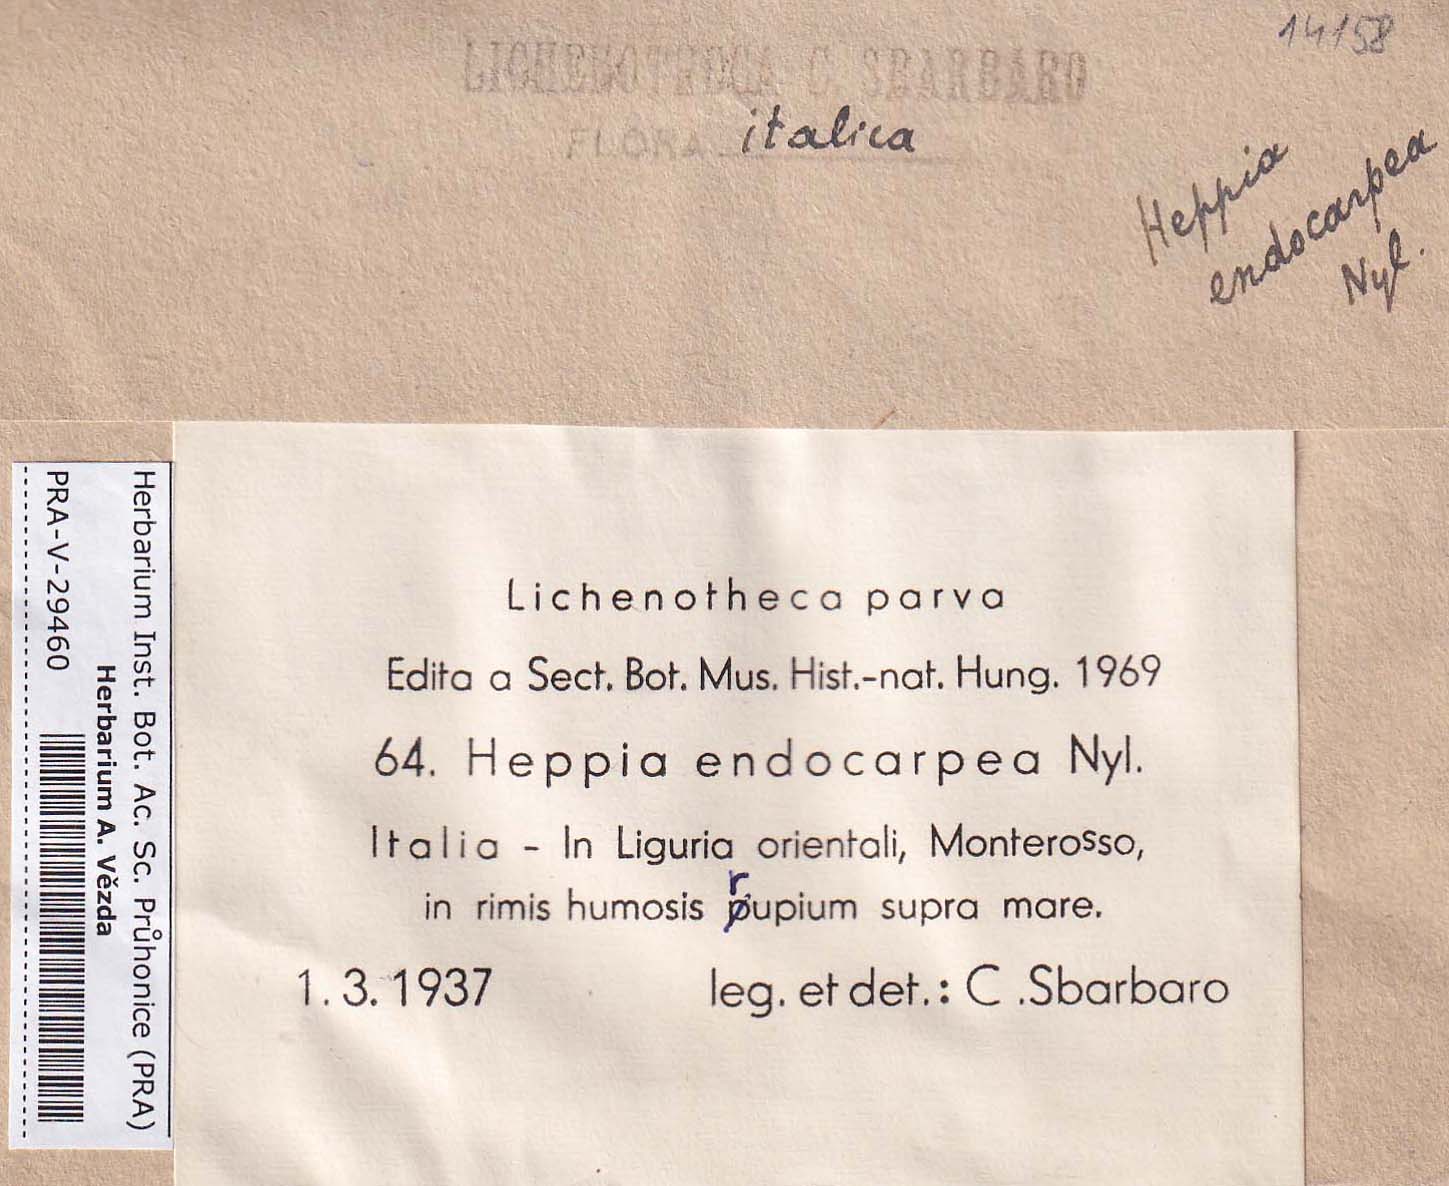 14158
LICHENOTHECA C. SBARBARO
FLORA italica
Heppia
endocarpea
Nyl.
Herbarium Inst. Bot. Ac. Sc. Průhonice (PRA)
Herbarium A. Vězda
PRA-V-29460
Lichenotheca parva
Edita a Sect. Bot. Mus. Hist.-nat. Hung. 1969
64. Heppia endocarpea Nyl.
Italia - In Liguria orientali, Monterosso,
in rimis humosis rupium supra mare.
1.3.1937 leg. et det.: C .Sbarbaro